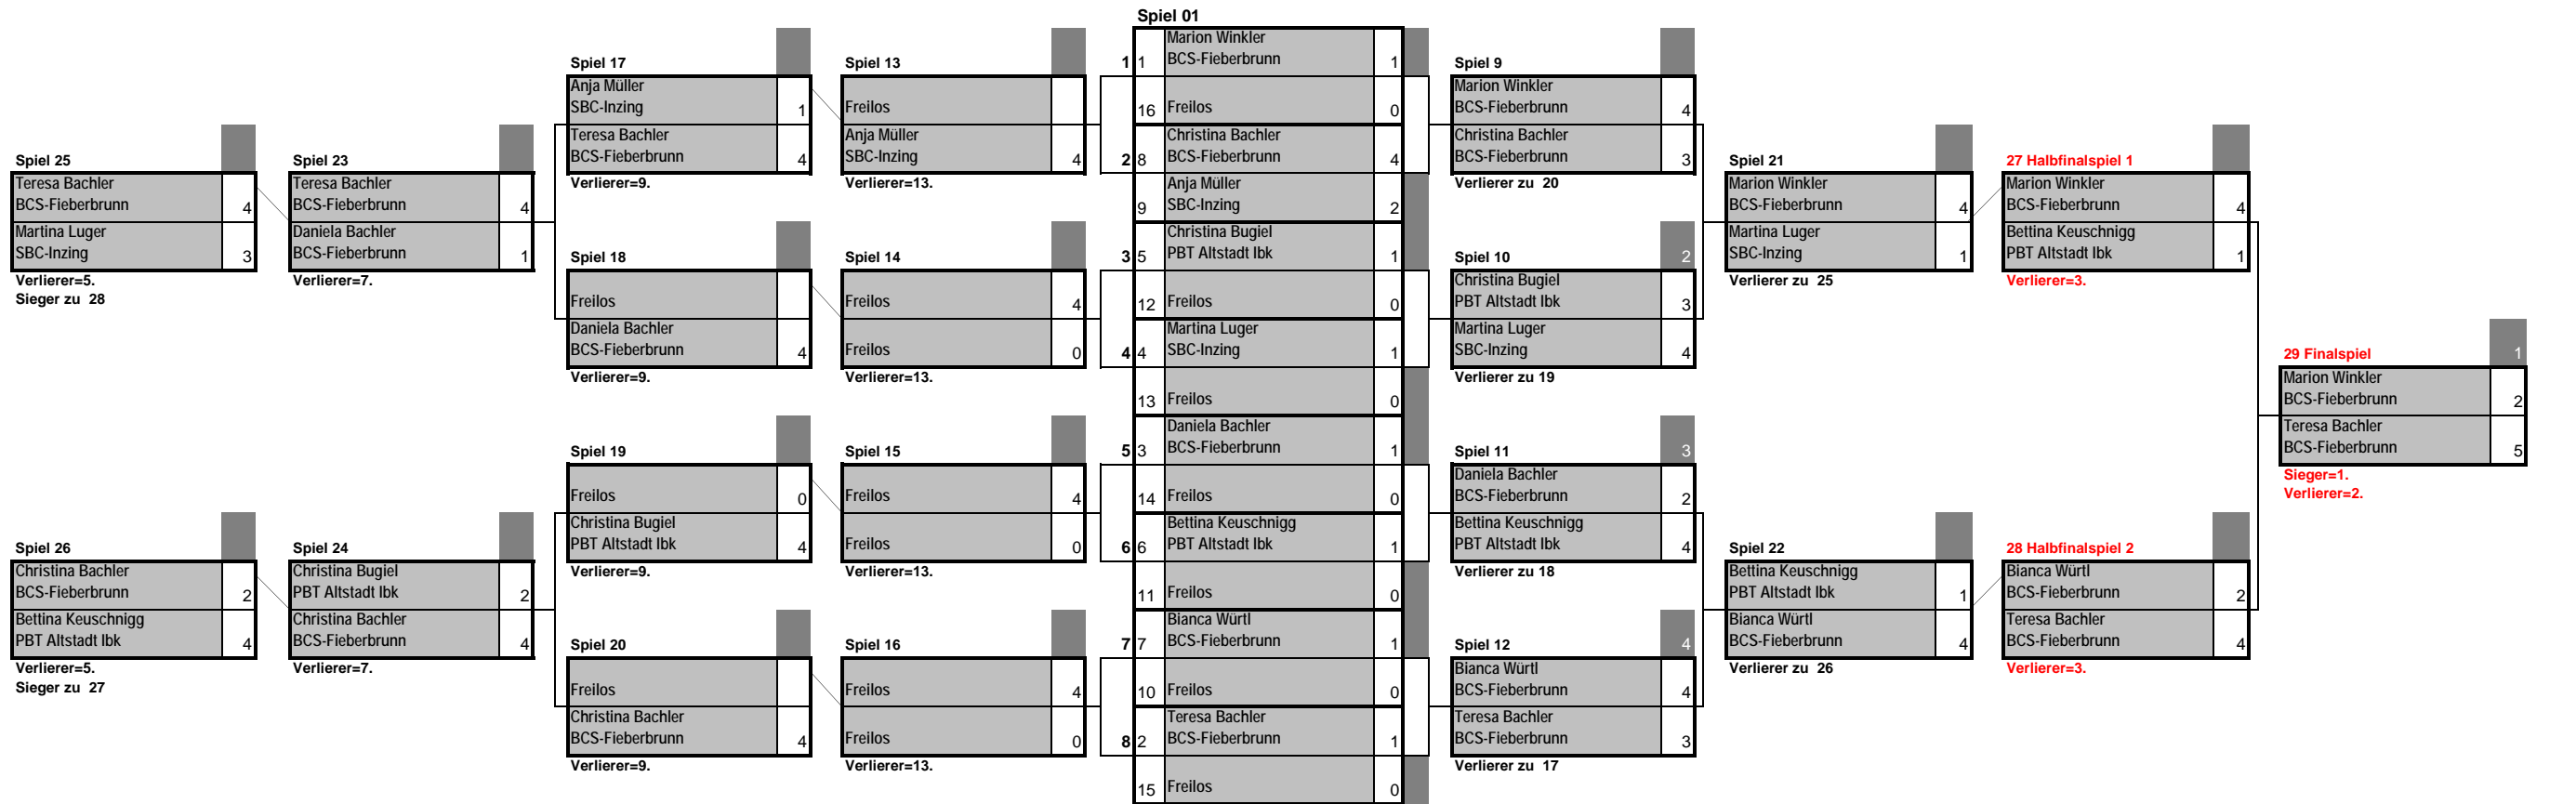 Spiel 25
Teresa Bachler
BCS-Fieberbrunn 4
Martina Luger
SBC-Inzing 3
Verlierer=5.
Sieger zu 28
Spiel 26
Christina Bachler
BCS-Fieberbrunn 2
Bettina Keuschnigg
PBT Altstadt Ibk 4
Verlierer=5.
Sieger zu 27
Spiel 23
Teresa Bachler
BCS-Fieberbrunn 4
Daniela Bachler
BCS-Fieberbrunn 1
Verlierer=7.
Spiel 24
Christina Bugiel
PBT Altstadt Ibk 2
Christina Bachler
BCS-Fieberbrunn 4
Verlierer=7.
Spiel 17
Anja Müller
SBC-Inzing 1
Teresa Bachler
BCS-Fieberbrunn 4
Verlierer=9.
Spiel 18
Freilos
Daniela Bachler
BCS-Fieberbrunn 4
Verlierer=9.
Spiel 19
Freilos 0
Christina Bugiel
PBT Altstadt Ibk 4
Verlierer=9.
Spiel 20
Freilos
Christina Bachler
BCS-Fieberbrunn 4
Verlierer=9.
Spiel 13
Freilos
Anja Müller
SBC-Inzing 4
Verlierer=13.
Spiel 14
Freilos 4
Freilos 0
Verlierer=13.
Spiel 15
Freilos 4
Freilos 0
Verlierer=13.
Spiel 16
Freilos 4
Freilos 0
Verlierer=13.
Spiel 01
Marion Winkler
1 1 BCS-Fieberbrunn 1
16 Freilos 0
Christina Bachler
2 8 BCS-Fieberbrunn 4
Anja Müller
9 SBC-Inzing 2
Christina Bugiel
3 5 PBT Altstadt Ibk 1
12 Freilos 0
Martina Luger
4 4 SBC-Inzing 1
13 Freilos 0
Daniela Bachler
5 3 BCS-Fieberbrunn 1
14 Freilos 0
Bettina Keuschnigg
6 6 PBT Altstadt Ibk 1
11 Freilos 0
Bianca Würtl
7 7 BCS-Fieberbrunn 1
10 Freilos 0
Teresa Bachler
8 2 BCS-Fieberbrunn 1
15 Freilos 0
Spiel 9
Marion Winkler
BCS-Fieberbrunn 4
Christina Bachler
BCS-Fieberbrunn 3
Verlierer zu 20
Spiel 10 2
Christina Bugiel
PBT Altstadt Ibk 3
Martina Luger
SBC-Inzing 4
Verlierer zu 19
Spiel 11 3
Daniela Bachler
BCS-Fieberbrunn 2
Bettina Keuschnigg
PBT Altstadt Ibk 4
Verlierer zu 18
Spiel 12 4
Bianca Würtl
BCS-Fieberbrunn 4
Teresa Bachler
BCS-Fieberbrunn 3
Verlierer zu 17
Spiel 21
Marion Winkler
BCS-Fieberbrunn 4
Martina Luger
SBC-Inzing 1
Verlierer zu 25
Spiel 22
Bettina Keuschnigg
PBT Altstadt Ibk 1
Bianca Würtl
BCS-Fieberbrunn 4
Verlierer zu 26
27 Halbfinalspiel 1
Marion Winkler
BCS-Fieberbrunn 4
Bettina Keuschnigg
PBT Altstadt Ibk 1
Verlierer=3.
28 Halbfinalspiel 2
Bianca Würtl
BCS-Fieberbrunn 2
Teresa Bachler
BCS-Fieberbrunn 4
Verlierer=3.
29 Finalspiel 1
Marion Winkler
BCS-Fieberbrunn 2
Teresa Bachler
BCS-Fieberbrunn 5
Sieger=1.
Verlierer=2.